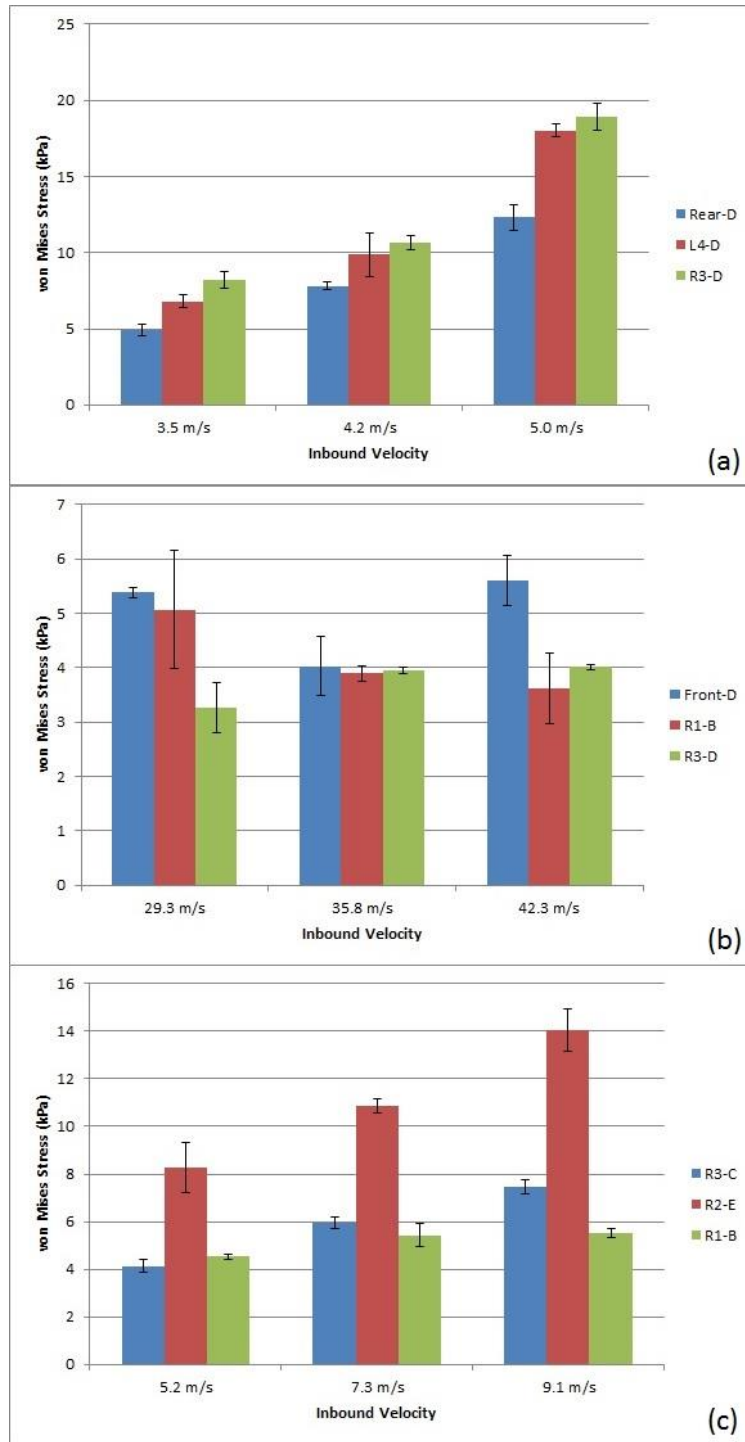 25
20
15
10
5
0
von Mises Stress (kPa)
Rear-D
L4-D
R3-D
3.5 m/s 4.2 m/s 5.0 m/s
Inbound Velocity
(a)
7
6
5
4
3
2
1
0
von Mises Stress (kPa)
Front-D
R1-B
R3-D
29.3 m/s 35.8 m/s 42.3 m/s
Inbound Velocity
(b)
16
14
12
10
8
6
4
2
0
von Mises Stress (kPa)
R3-C
R2-E
R1-B
5.2 m/s 7.3 m/s 9.1 m/s
Inbound Velocity
(c)